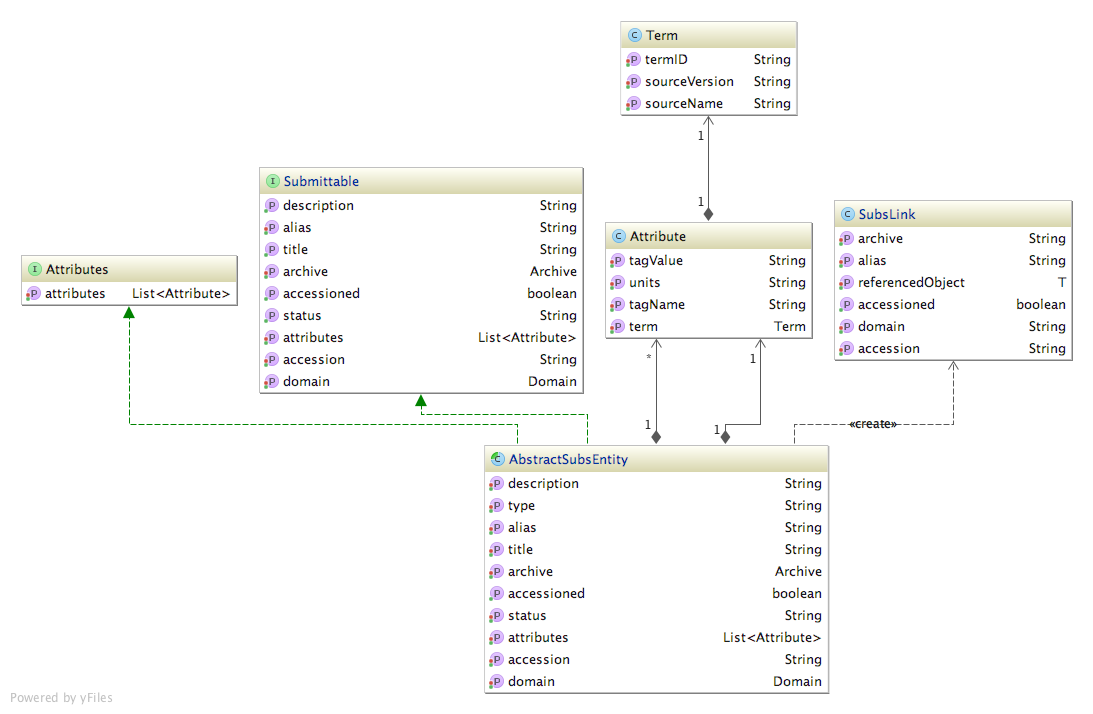 C Term
P termID String
P sourceVersion String
P sourceName String
1
1
I Submittable
P description String
P alias String
P title String
P archive Archive
P accessioned boolean
P status String
P attributes List<Attribute>
P accession String
P domain Domain
C SubsLink
P archive String
P alias String
P referencedObject T
P accessioned boolean
P domain String
P accession String
C Attribute
P tagValue String
P units String
P tagName String
P term Term
I Attributes
P attributes List<Attribute>
* 1
1 1
«create»
C AbstractSubsEntity
P description String
P type String
P alias String
P title String
P archive Archive
P accessioned boolean
P status String
P attributes List<Attribute>
P accession String
P domain Domain
Powered by yFiles